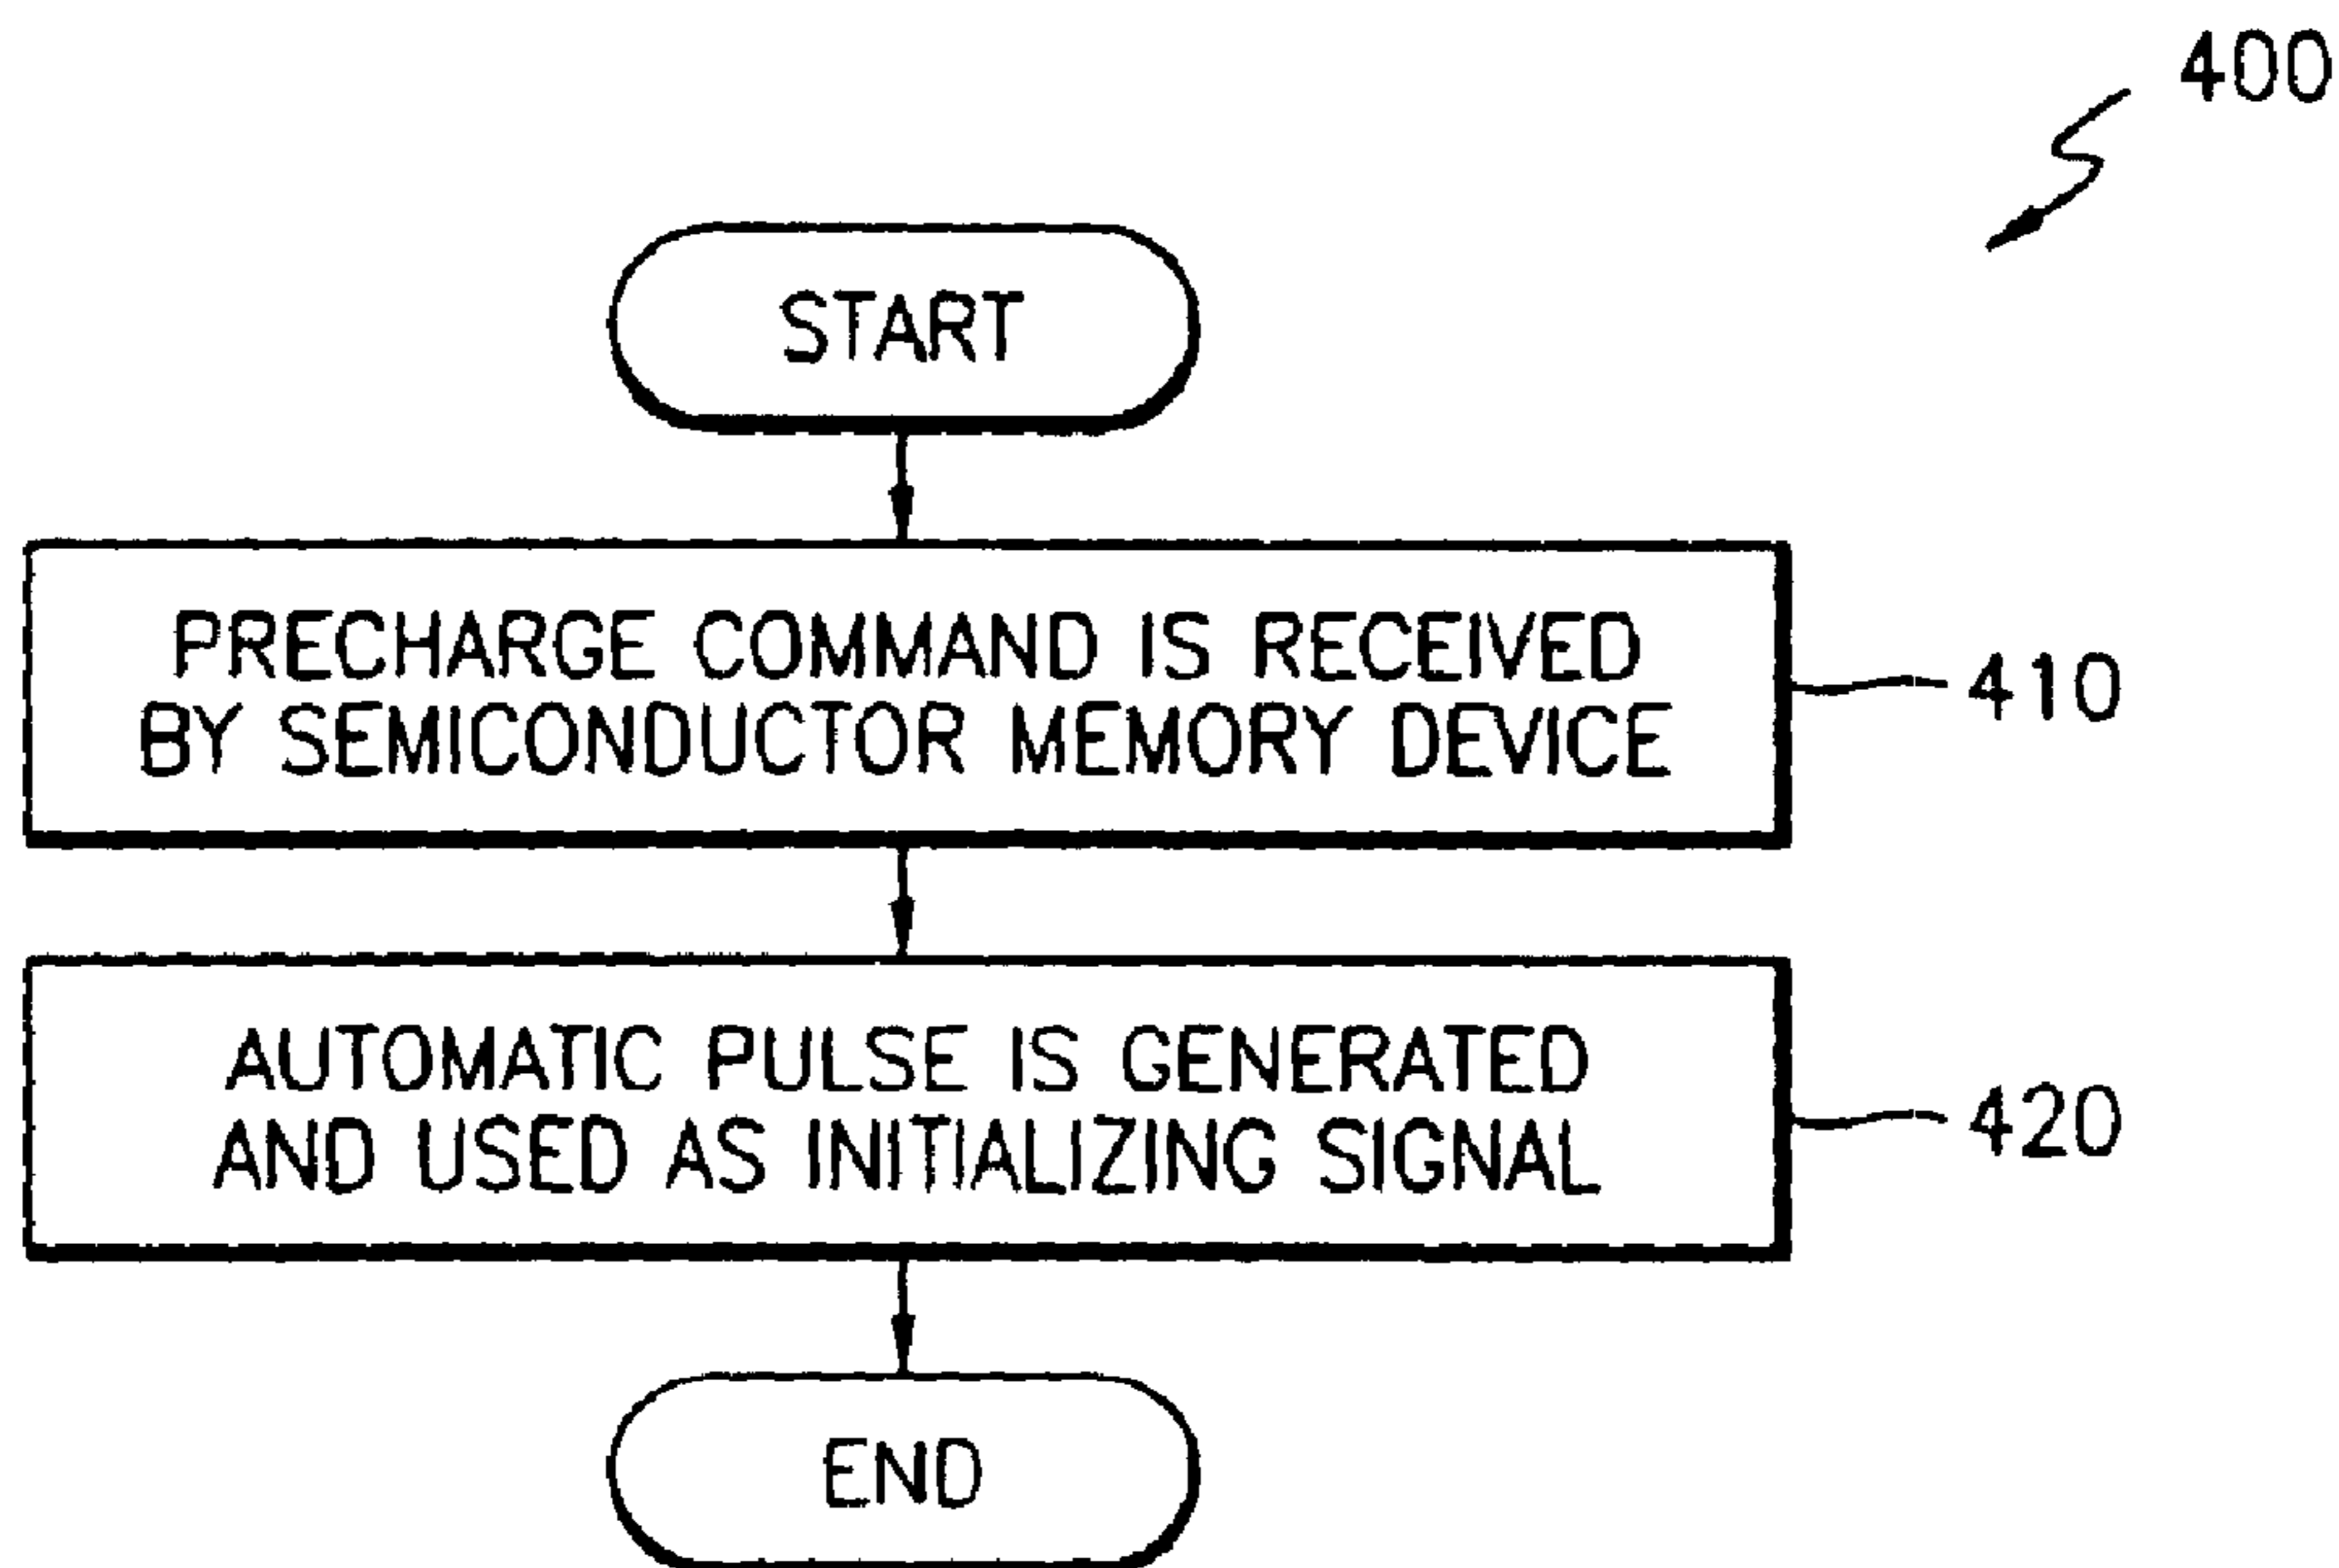 400
START
PRECHARGE COMMAND IS RECEIVED
BY SEMICONDUCTOR MEMORY DEVICE
410
AUTOMATIC PULSE IS GENERATED
AND USED AS INITIALIZING SIGNAL
420
END